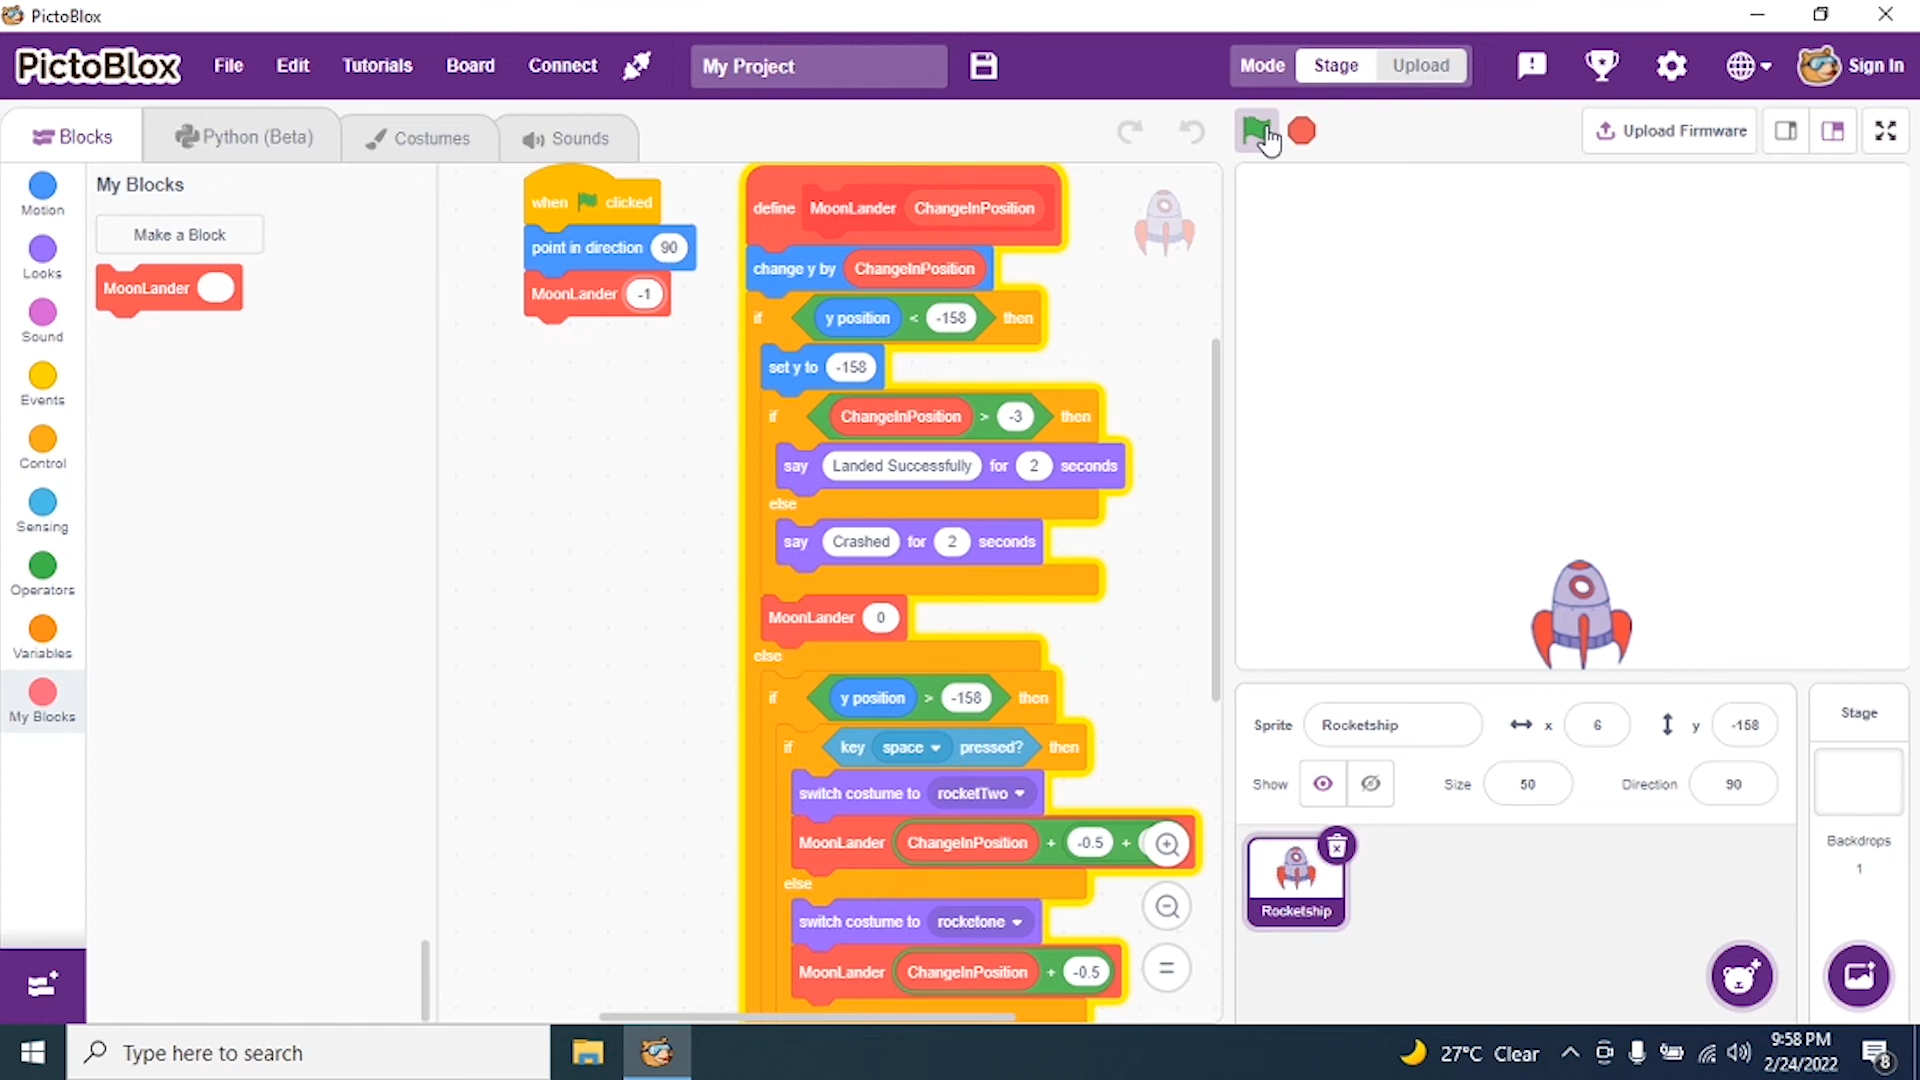 PictoBlox
PictoBlox File Edit Tutorials Board Connect My Project Mode Stage Upload Sign In
Blocks Python (Beta) Costumes Sounds Upload Firmware
Motion
Looks
Sound
Events
Control
Sensing
Operators
Variables
My Blocks
My Blocks
Make a Block
MoonLander
when clicked
point in direction 90
MoonLander -1
define MoonLander ChangeInPosition
change y by ChangeInPosition
if y position < -158 then
set y to -158
if ChangeInPosition > -3 then
say Landed Successfully for 2 seconds
else
say Crashed for 2 seconds
MoonLander 0
else
if y position > -158 then
if key space pressed? then
switch costume to rocketTwo
MoonLander ChangeInPosition + -0.5 +
else
switch costume to rocketone
MoonLander ChangeInPosition + -0.5
Sprite Rocketship x 6 y -158
Show Size 50 Direction 90
Rocketship
Stage
Backdrops
1
Type here to search
27°C Clear
9:58 PM
2/24/2022
8